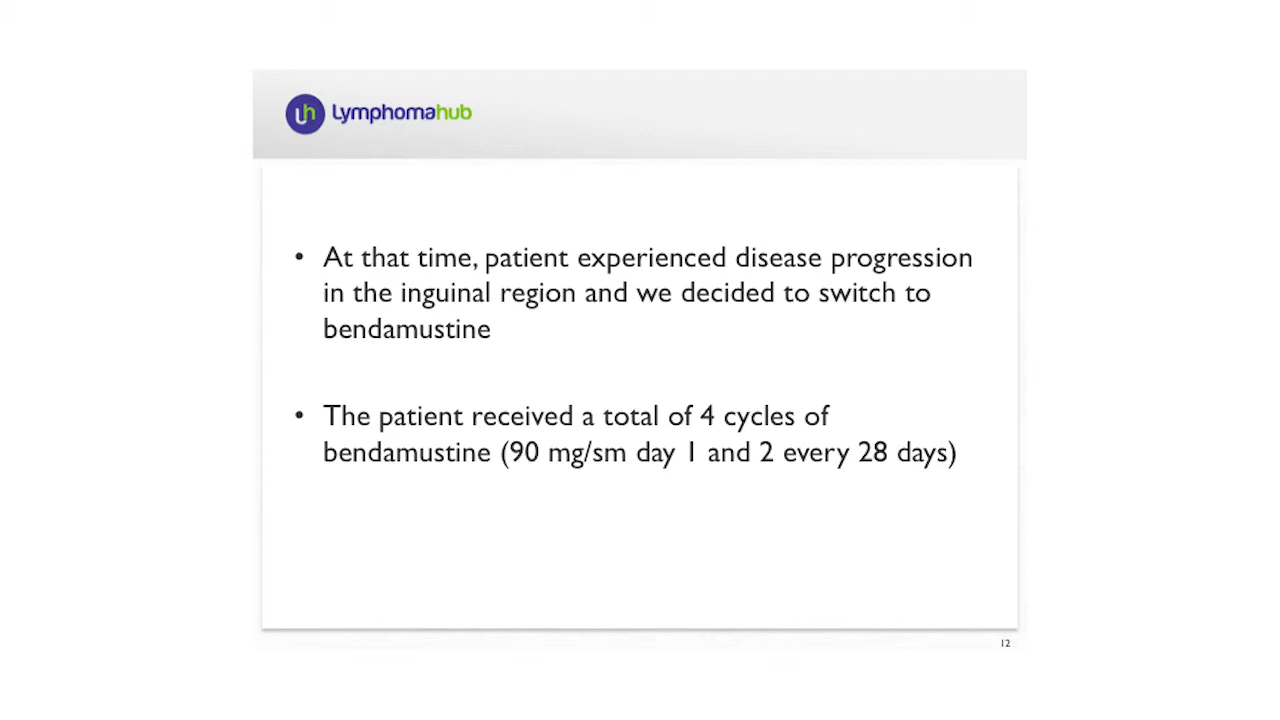 uh Lymphomahub
• At that time, patient experienced disease progression
in the inguinal region and we decided to switch to
bendamustine
• The patient received a total of 4 cycles of
bendamustine (90 mg/sm day 1 and 2 every 28 days)
12